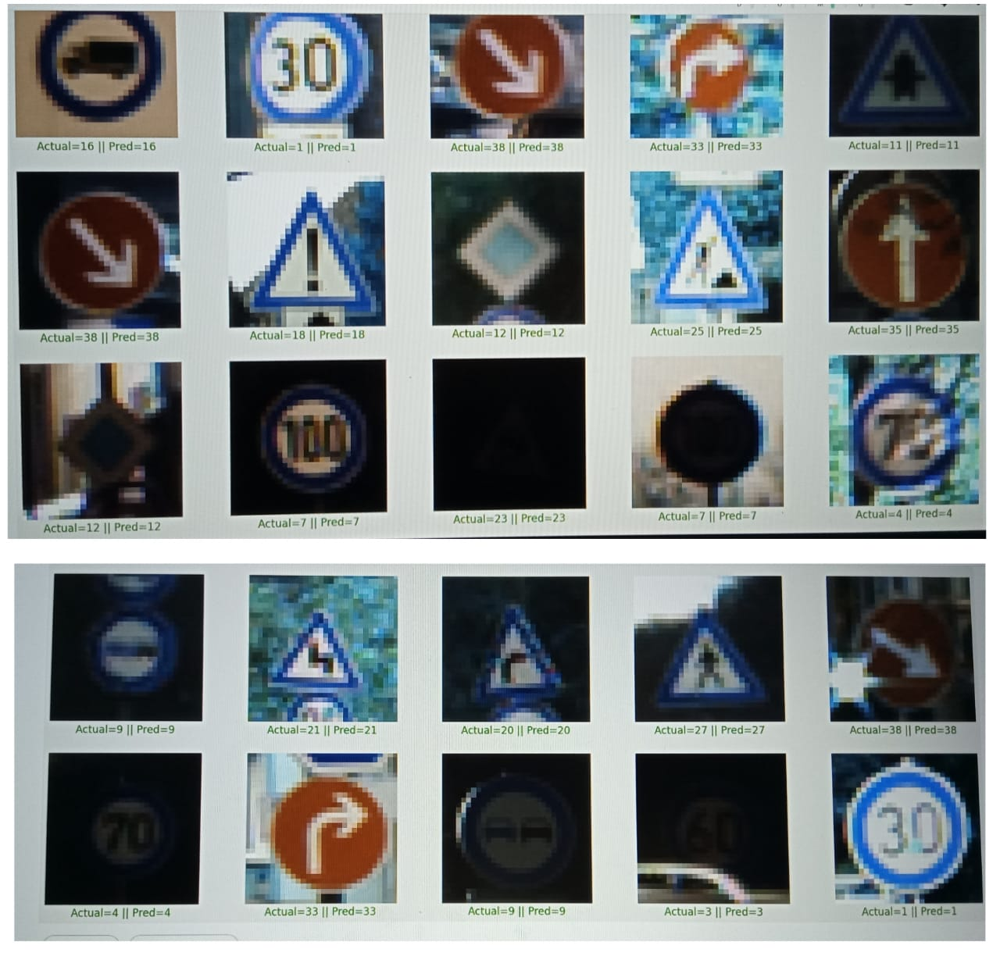 30
Actual=16 || Pred=16
Actual=1 || Pred=1
Actual=38 || Pred=38
Actual=33 || Pred=33
Actual=11 || Pred=11
Actual=38 || Pred=38
Actual=18 || Pred=18
Actual=12 || Pred=12
Actual=25 || Pred=25
Actual=35 || Pred=35
100
Actual=12 || Pred=12
Actual=7 || Pred=7
Actual=23 || Pred=23
Actual=7 || Pred=7
Actual=4 || Pred=4
Actual=9 || Pred=9
Actual=21 || Pred=21
Actual=20 || Pred=20
Actual=27 || Pred=27
Actual=38 || Pred=38
70
60
30
Actual=4 || Pred=4
Actual=33 || Pred=33
Actual=9 || Pred=9
Actual=3 || Pred=3
Actual=1 || Pred=1